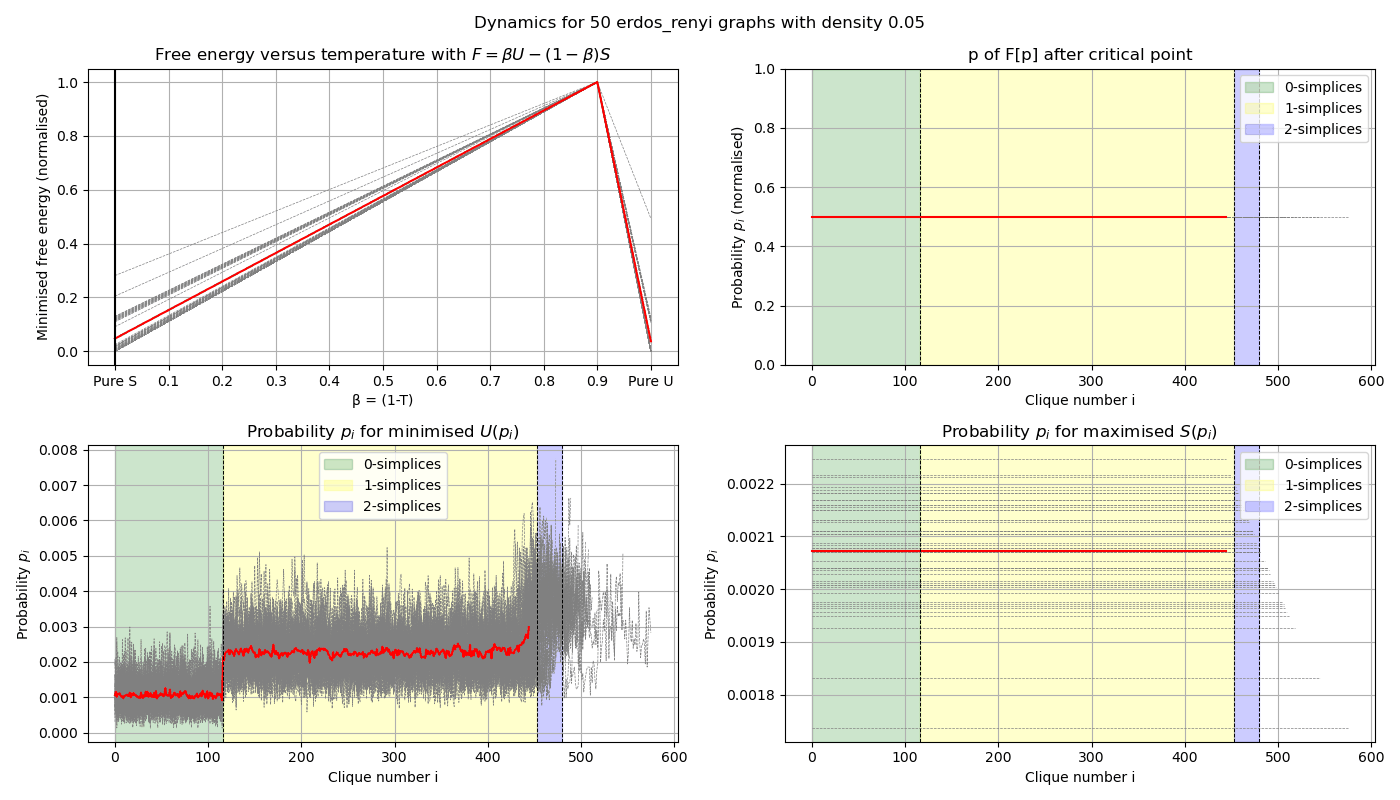 Dynamics for 50 erdos_renyi graphs with density 0.05
Free energy versus temperature with F = βU − (1 − β)S
Minimised free energy (normalised)
1.0
0.8
0.6
0.4
0.2
0.0
Pure S 0.1 0.2 0.3 0.4 0.5 0.6 0.7 0.8 0.9 Pure U
β = (1-T)
p of F[p] after critical point
Probability pᵢ (normalised)
1.0
0.8
0.6
0.4
0.2
0.0
0-simplices
1-simplices
2-simplices
0 100 200 300 400 500 600
Clique number i
Probability pᵢ for minimised U(pᵢ)
Probability pᵢ
0.008
0.007
0.006
0.005
0.004
0.003
0.002
0.001
0.000
0-simplices
1-simplices
2-simplices
0 100 200 300 400 500 600
Clique number i
Probability pᵢ for maximised S(pᵢ)
Probability pᵢ
0.0022
0.0021
0.0020
0.0019
0.0018
0-simplices
1-simplices
2-simplices
0 100 200 300 400 500 600
Clique number i